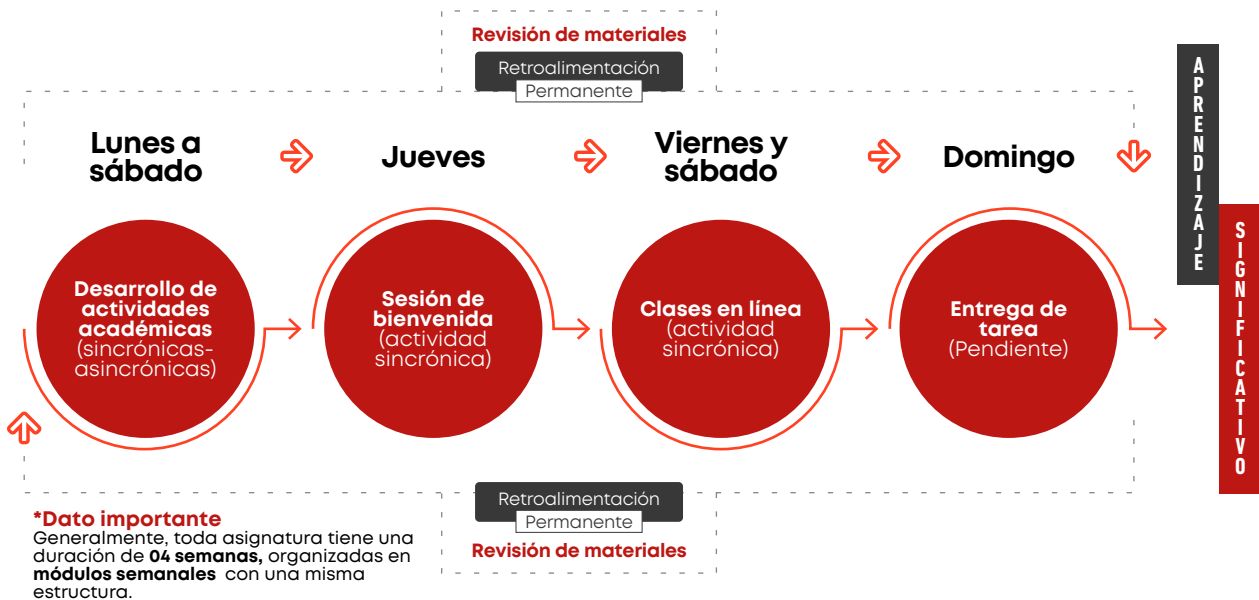 Revisión de materiales
Retroalimentación
Permanente
Lunes a
sábado
Jueves
Viernes y
sábado
Domingo
Desarrollo de
actividades
académicas
(sincrónicas-
asincrónicas)
Sesión de
bienvenida
(actividad
sincrónica)
Clases en línea
(actividad
sincrónica)
Entrega de
tarea
(Pendiente)
APRENDIZAJE
SIGNIFICATIVO
Retroalimentación
Permanente
Revisión de materiales
*Dato importante
Generalmente, toda asignatura tiene una
duración de 04 semanas, organizadas en
módulos semanales con una misma
estructura.